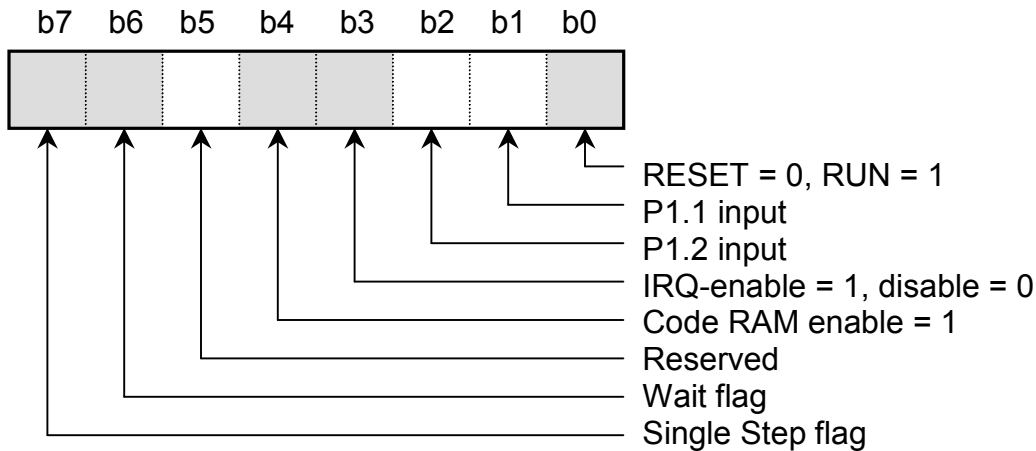 b7 b6 b5 b4 b3 b2 b1 b0
RESET = 0, RUN = 1
P1.1 input
P1.2 input
IRQ-enable = 1, disable = 0
Code RAM enable = 1
Reserved
Wait flag
Single Step flag